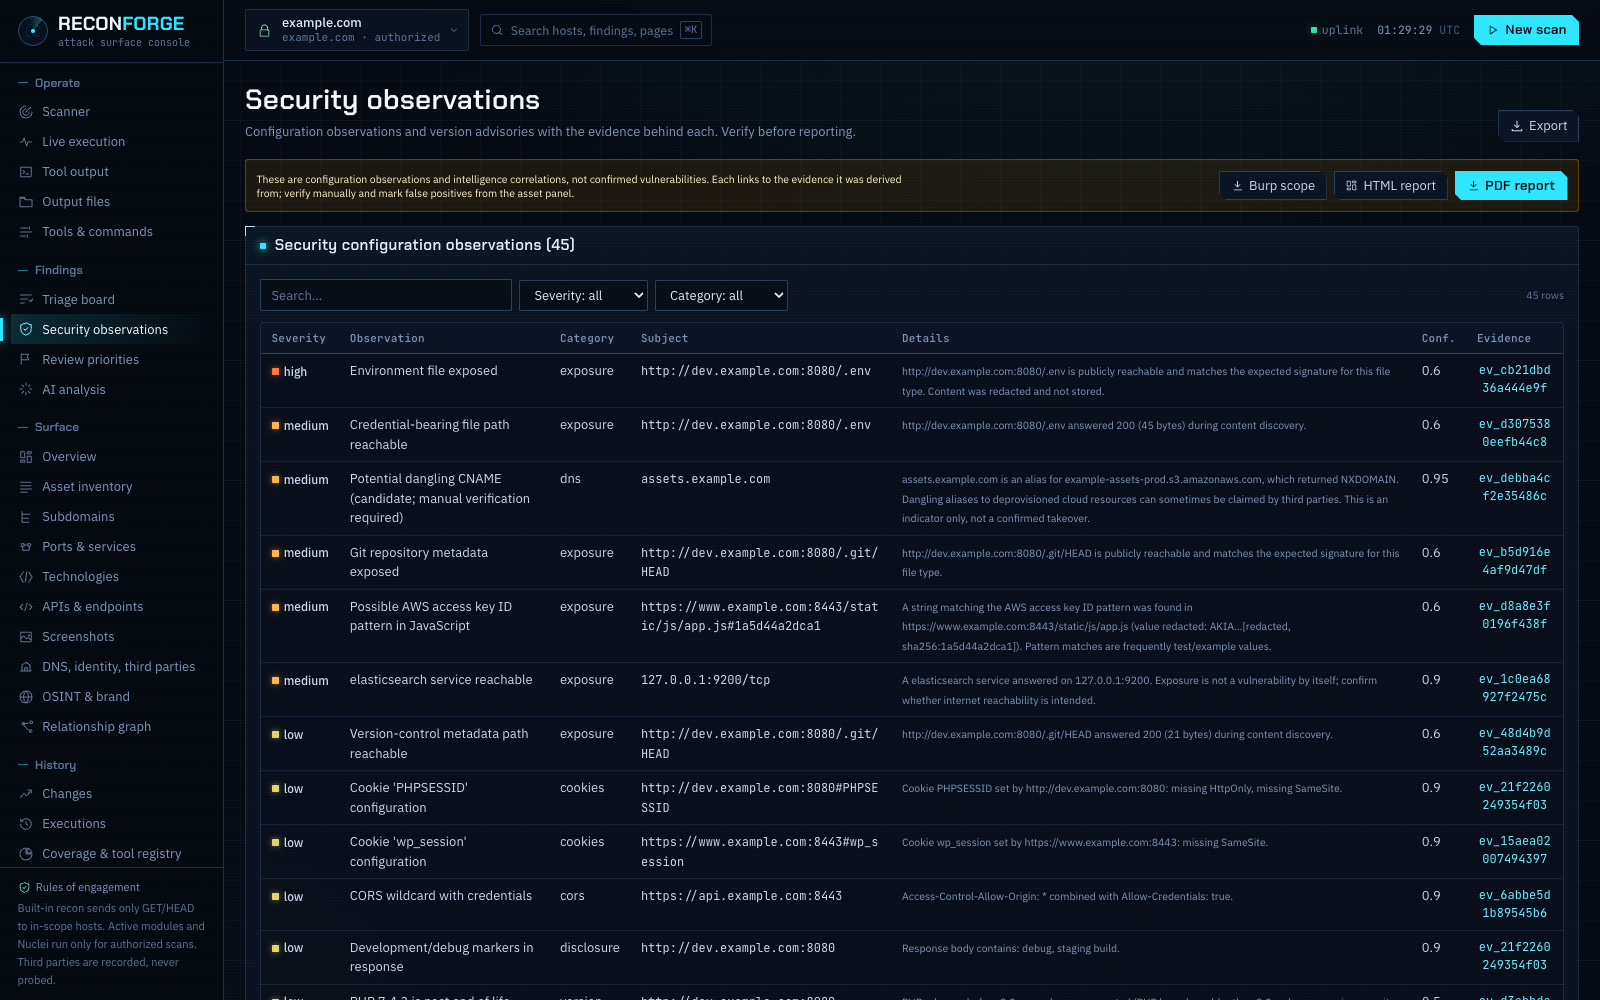 RECONFORGE
attack surface console
example.com
example.com · authorized
Search hosts, findings, pages ⌘K
uplink 01:29:29 UTC
New scan
Operate
Scanner
Live execution
Tool output
Output files
Tools & commands
Findings
Triage board
Security observations
Review priorities
AI analysis
Surface
Overview
Asset inventory
Subdomains
Ports & services
Technologies
APIs & endpoints
Screenshots
DNS, identity, third parties
OSINT & brand
Relationship graph
History
Changes
Executions
Coverage & tool registry
Rules of engagement
Built-in recon sends only GET/HEAD
to in-scope hosts. Active modules and
Nuclei run only for authorized scans.
Third parties are recorded, never
probed.
Security observations
Configuration observations and version advisories with the evidence behind each. Verify before reporting.
Export
These are configuration observations and intelligence correlations, not confirmed vulnerabilities. Each links to the evidence it was derived
from; verify manually and mark false positives from the asset panel.
Burp scope
HTML report
PDF report
Security configuration observations (45)
Search...
Severity: all
Category: all
45 rows
Severity Observation Category Subject Details Conf. Evidence
high Environment file exposed exposure http://dev.example.com:8080/.env http://dev.example.com:8080/.env is publicly reachable and matches the expected signature for this file 0.6 ev_cb21dbd
type. Content was redacted and not stored. 36a444e9f
medium Credential-bearing file path exposure http://dev.example.com:8080/.env http://dev.example.com:8080/.env answered 200 (45 bytes) during content discovery. 0.6 ev_d307538
reachable 0eefb44c8
medium Potential dangling CNAME dns assets.example.com assets.example.com is an alias for example-assets-prod.s3.amazonaws.com, which returned NXDOMAIN. 0.95 ev_debba4c
(candidate; manual verification Dangling aliases to deprovisioned cloud resources can sometimes be claimed by third parties. This is an f2e35486c
required) indicator only, not a confirmed takeover.
medium Git repository metadata exposure http://dev.example.com:8080/.git/ http://dev.example.com:8080/.git/HEAD is publicly reachable and matches the expected signature for this 0.6 ev_b5d916e
exposed HEAD file type. 4af9d47df
medium Possible AWS access key ID exposure https://www.example.com:8443/stat A string matching the AWS access key ID pattern was found in 0.6 ev_d8a8e3f
pattern in JavaScript ic/js/app.js#1a5d44a2dca1 https://www.example.com:8443/static/js/app.js (value redacted: AKIA...[redacted, 0196f438f
sha256:1a5d44a2dca1]). Pattern matches are frequently test/example values.
medium elasticsearch service reachable exposure 127.0.0.1:9200/tcp A elasticsearch service answered on 127.0.0.1:9200. Exposure is not a vulnerability by itself; confirm 0.9 ev_1c0ea68
whether internet reachability is intended. 927f2475c
low Version-control metadata path exposure http://dev.example.com:8080/.git/ http://dev.example.com:8080/.git/HEAD answered 200 (21 bytes) during content discovery. 0.6 ev_48d4b9d
reachable HEAD 52aa3489c
low Cookie 'PHPSESSID' cookies http://dev.example.com:8080#PHPSE Cookie PHPSESSID set by http://dev.example.com:8080: missing HttpOnly, missing SameSite. 0.9 ev_21f2260
configuration SSID 249354f03
low Cookie 'wp_session' cookies https://www.example.com:8443#wp_s Cookie wp_session set by https://www.example.com:8443: missing SameSite. 0.9 ev_15aea02
configuration ession 007494397
low CORS wildcard with credentials cors https://api.example.com:8443 Access-Control-Allow-Origin: * combined with Allow-Credentials: true. 0.9 ev_6abbe5d
1b89545b6
low Development/debug markers in disclosure http://dev.example.com:8080 Response body contains: debug, staging build. 0.9 ev_21f2260
response 249354f03